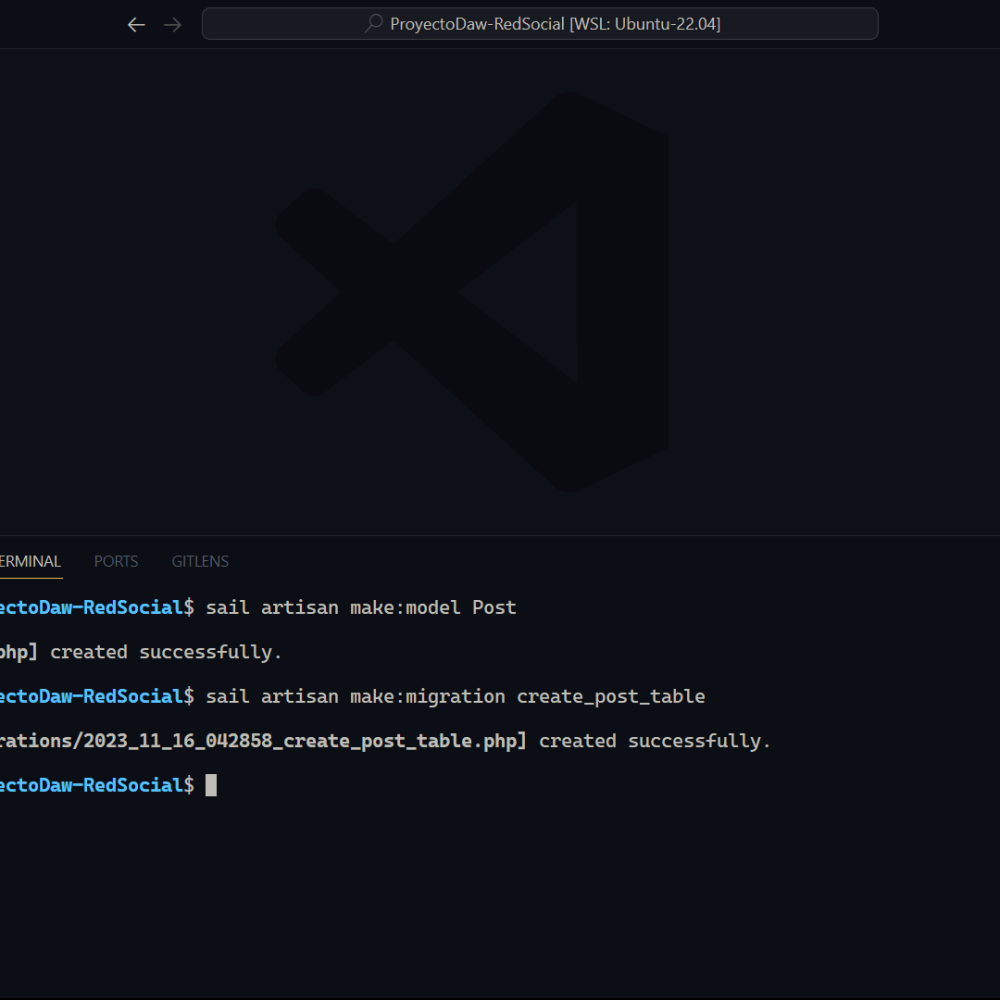 ProyectoDaw-RedSocial [WSL: Ubuntu-22.04]
ERMINAL PORTS GITLENS
ectoDaw-RedSocial$ sail artisan make:model Post
php] created successfully.
ectoDaw-RedSocial$ sail artisan make:migration create_post_table
rations/2023_11_16_042858_create_post_table.php] created successfully.
ectoDaw-RedSocial$